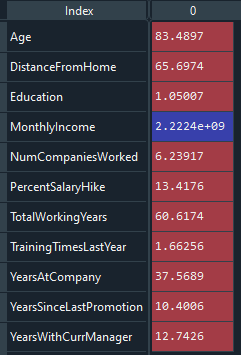 Index 0
Age 83.4897
DistanceFromHome 65.6974
Education 1.05007
MonthlyIncome 2.2224e+09
NumCompaniesWorked 6.23917
PercentSalaryHike 13.4176
TotalWorkingYears 60.6174
TrainingTimesLastYear 1.66256
YearsAtCompany 37.5689
YearsSinceLastPromotion 10.4006
YearsWithCurrManager 12.7426